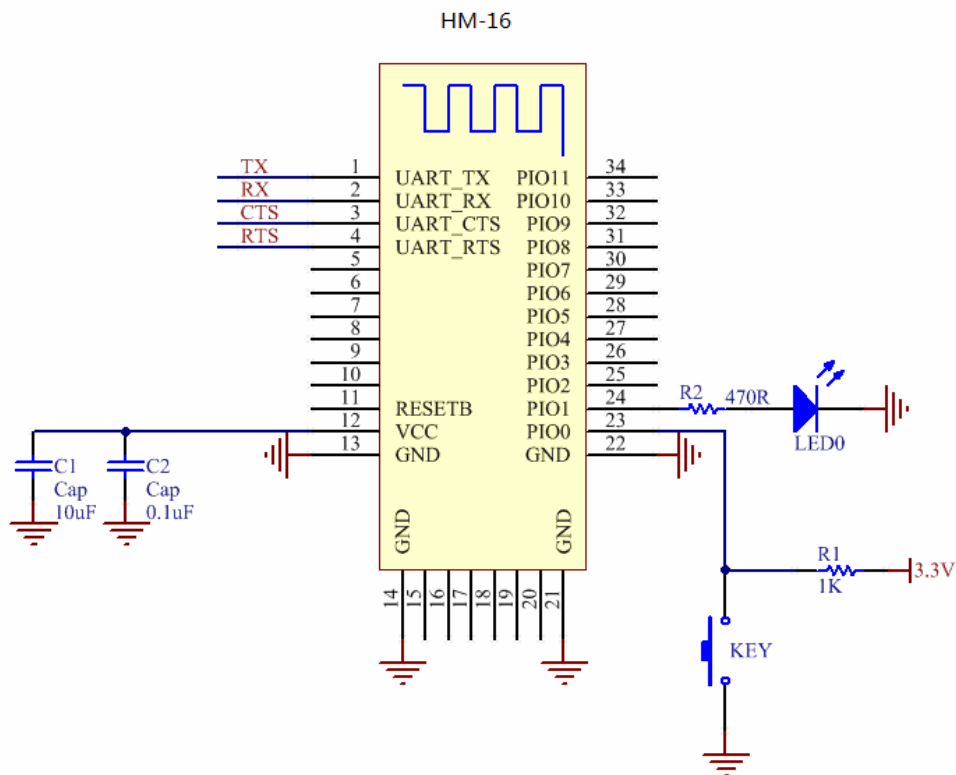 HM-16
TX 1 UART_TX PIO11 34
RX 2 UART_RX PIO10 33
CTS 3 UART_CTS PIO9 32
RTS 4 UART_RTS PIO8 31
5 PIO7 30
6 PIO6 29
7 PIO5 28
8 PIO4 27
9 PIO3 26
10 PIO2 25
11 RESETB PIO1 24 R2 470R
12 VCC PIO0 23 LED0
13 GND GND 22
C1 C2
Cap Cap
10uF 0.1uF
GND GND
R1
1K 3.3V
14 15 16 17 18 19 20 21
KEY